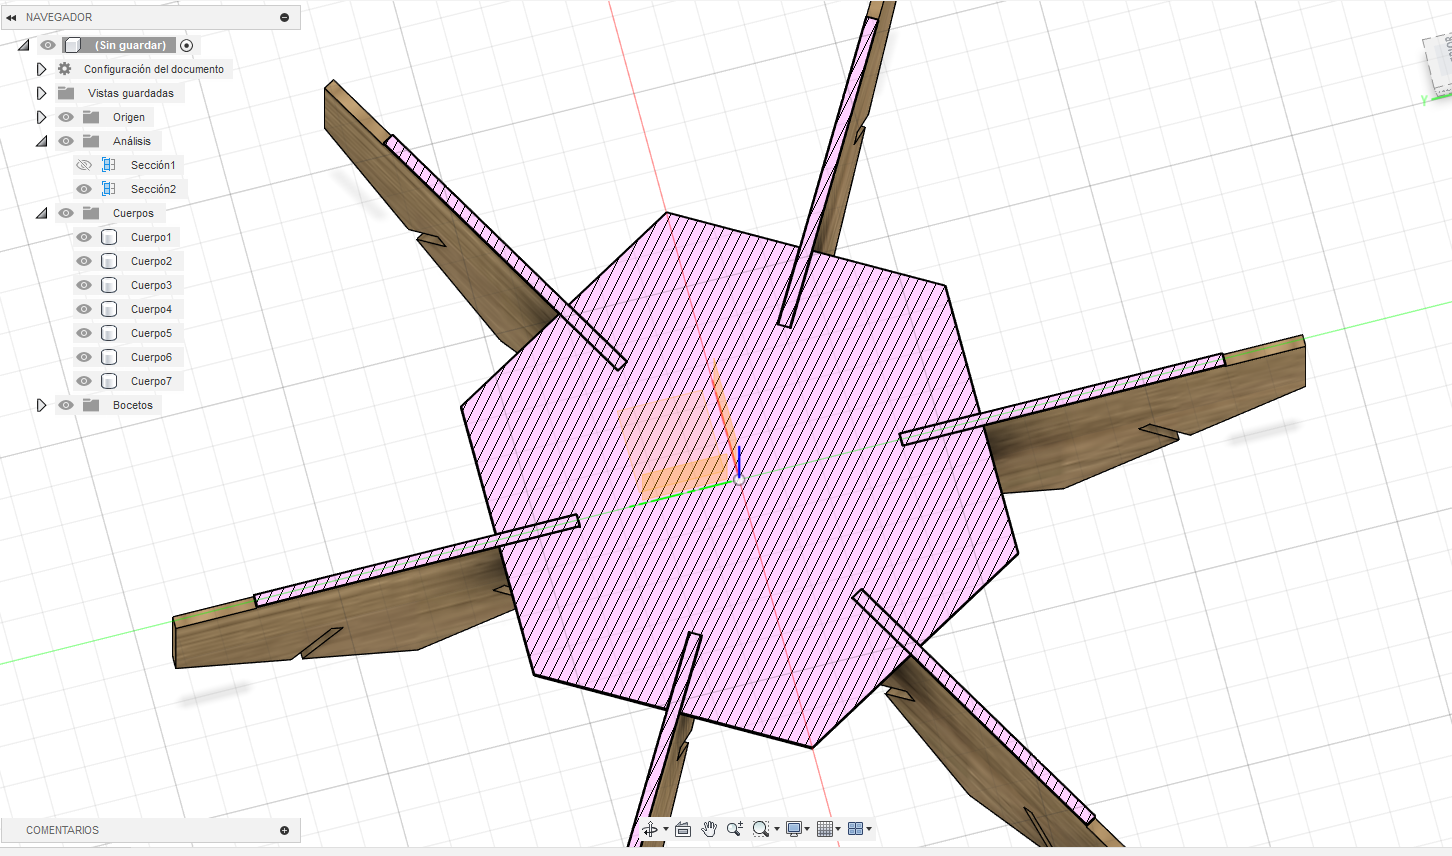 NAVEGADOR
(Sin guardar)
Configuración del documento
Vistas guardadas
Origen
Análisis
Sección1
Sección2
Cuerpos
Cuerpo1
Cuerpo2
Cuerpo3
Cuerpo4
Cuerpo5
Cuerpo6
Cuerpo7
Bocetos
Y
COMENTARIOS